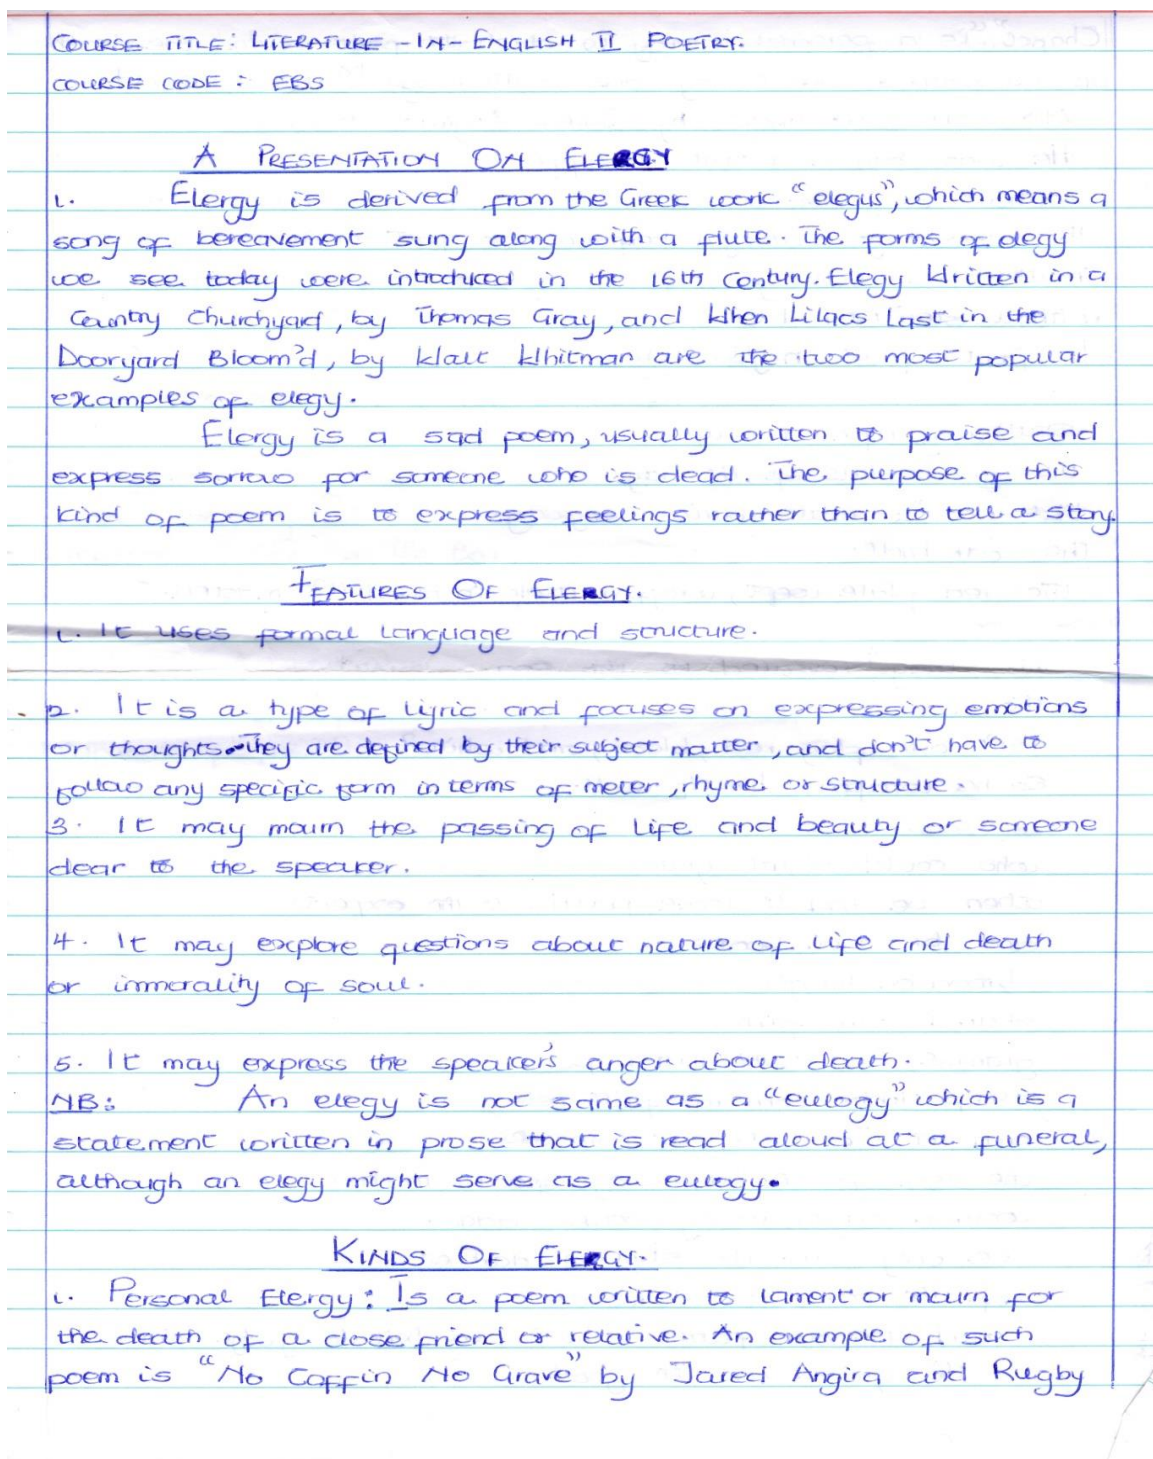 COURSE TITLE: LITERATURE-IN-ENGLISH II POETRY.
COURSE CODE: EBS
A PRESENTATION ON ELERGY
1. Elergy is derived from the Greek work "elegus", which means a
song of bereavement sung along with a flute. The forms of elegy
we see today were introduced in the 16th Century. Elegy Written in a
Country Churchyard, by Thomas Gray, and When Lilacs Last in the
Dooryard Bloom'd, by Walt Whitman are the two most popular
examples of elegy.
Elergy is a sad poem, usually written to praise and
express sorrow for someone who is dead. The purpose of this
kind of poem is to express feelings rather than to tell a story.
FEATURES OF ELERGY.
1. It uses formal language and structure.
2. It is a type of lyric and focuses on expressing emotions
or thoughts. They are defined by their subject matter, and don't have to
follow any specific form in terms of meter, rhyme or structure.
3. It may mourn the passing of life and beauty or someone
dear to the speaker.
4. It may explore questions about nature of life and death
or immorality of soul.
5. It may express the speaker's anger about death.
NB: An elegy is not same as a "eulogy" which is a
statement written in prose that is read aloud at a funeral,
although an elegy might serve as a eulogy.
KINDS OF ELERGY.
1. Personal Elergy: Is a poem written to lament or mourn for
the death of a close friend or relative. An example of such
poem is "No Coffin No Grave" by Jared Angira and Rugby